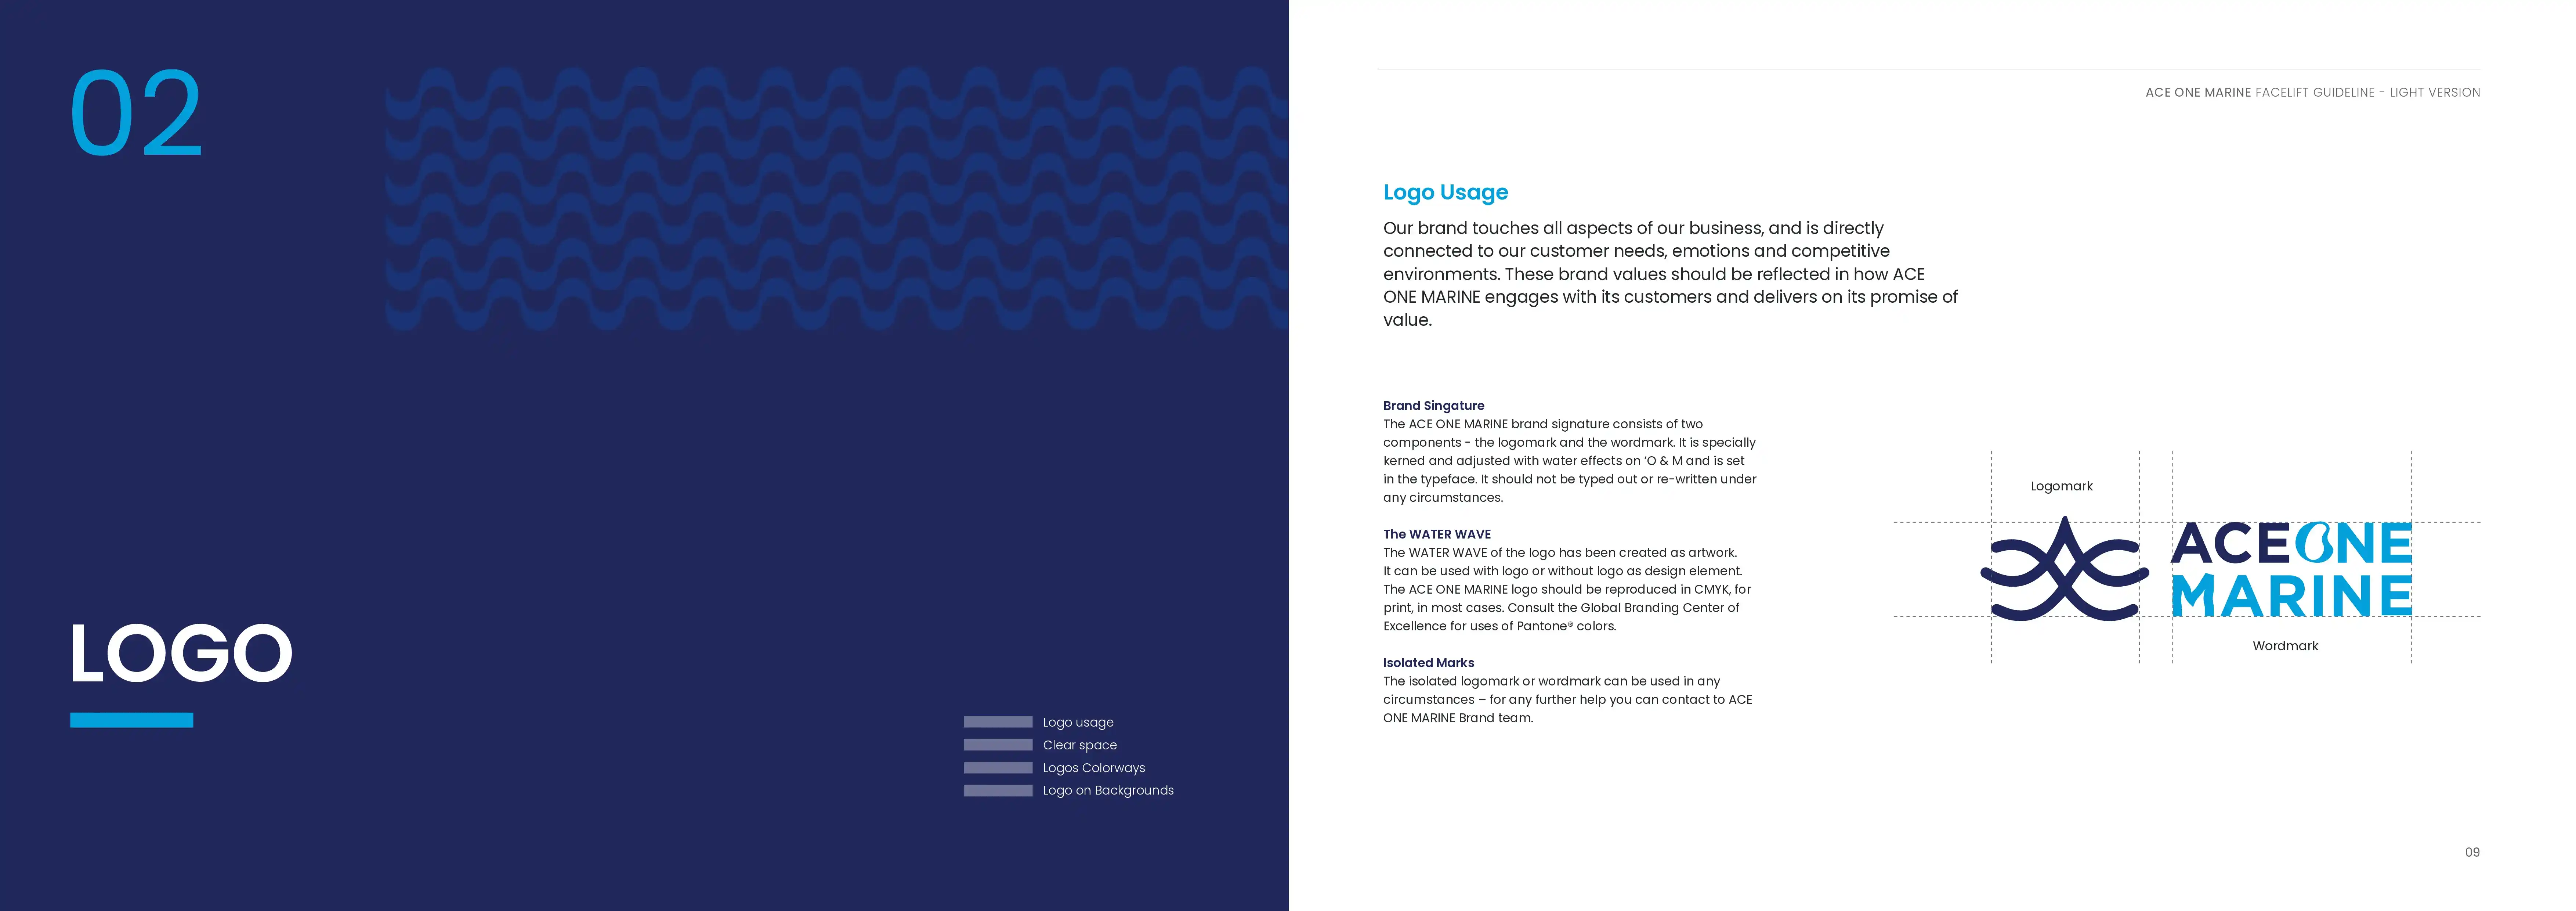 02
LOGO
Logo usage
Clear space
Logos Colorways
Logo on Backgrounds
ACE ONE MARINE FACELIFT GUIDELINE - LIGHT VERSION
Logo Usage
Our brand touches all aspects of our business, and is directly
connected to our customer needs, emotions and competitive
environments. These brand values should be reflected in how ACE
ONE MARINE engages with its customers and delivers on its promise of
value.
Brand Singature
The ACE ONE MARINE brand signature consists of two
components - the logomark and the wordmark. It is specially
kerned and adjusted with water effects on ‘O & M and is set
in the typeface. It should not be typed out or re-written under
any circumstances.
The WATER WAVE
The WATER WAVE of the logo has been created as artwork.
It can be used with logo or without logo as design element.
The ACE ONE MARINE logo should be reproduced in CMYK, for
print, in most cases. Consult the Global Branding Center of
Excellence for uses of Pantone® colors.
Isolated Marks
The isolated logomark or wordmark can be used in any
circumstances – for any further help you can contact to ACE
ONE MARINE Brand team.
Logomark
ACEONE
MARINE
Wordmark
09